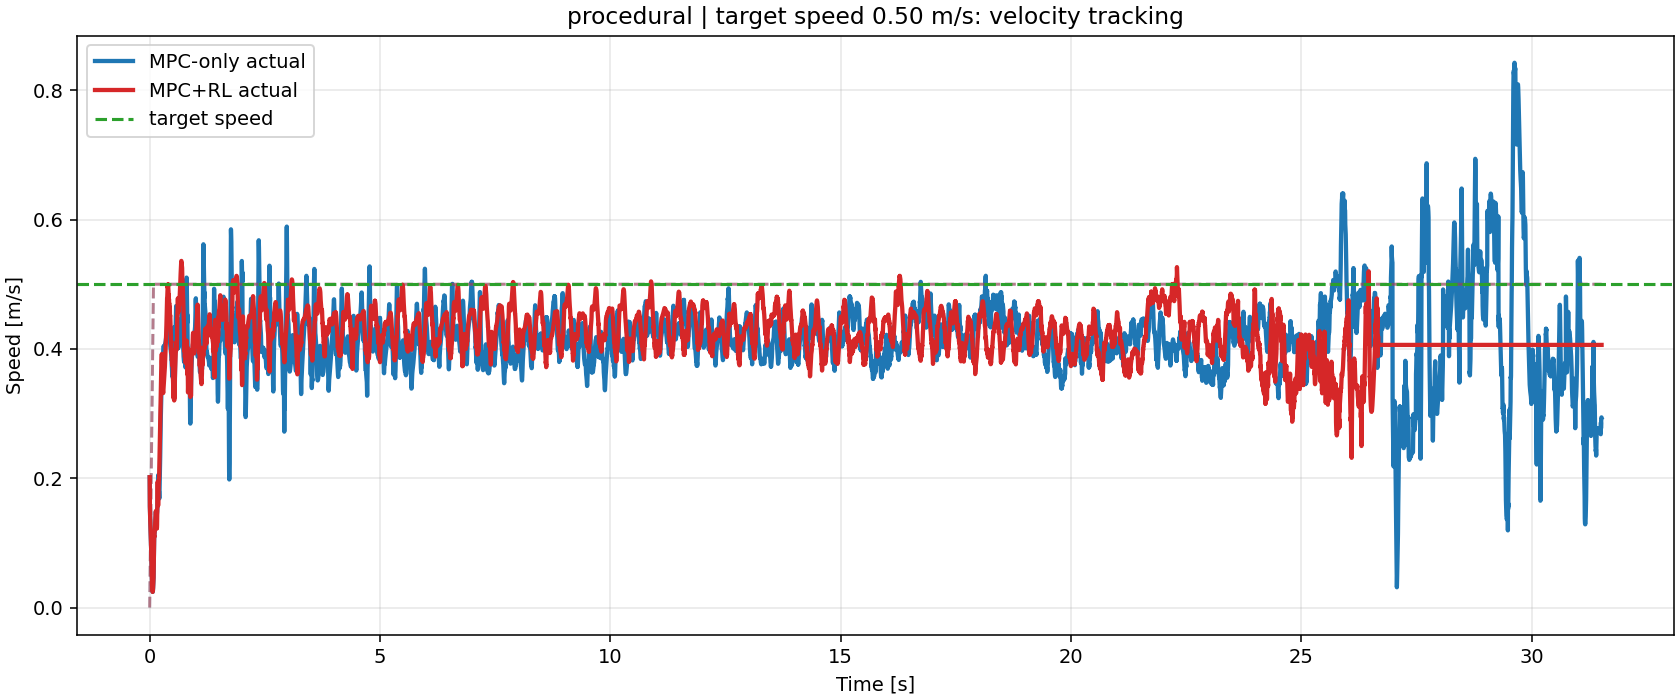 procedural | target speed 0.50 m/s: velocity tracking
MPC-only actual
MPC+RL actual
target speed
Speed [m/s]
0.8
0.6
0.4
0.2
0.0
0 5 10 15 20 25 30
Time [s]